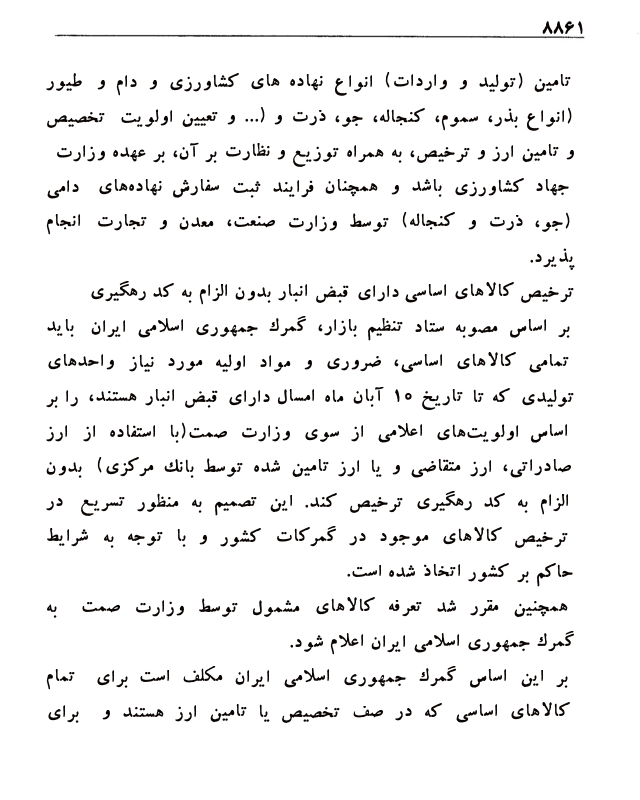 ۸۸۶۱
تامین (تولید و واردات) انواع نهاده های کشاورزی و دام و طیور
(انواع بذر، سموم، کنجاله، جو، ذرت و (... و تعیین اولویت تخصیص
و تامین ارز و ترخیص، به همراه توزیع و نظارت بر آن، بر عهده وزارت
جهاد کشاورزی باشد و همچنان فرایند ثبت سفارش نهاده‌های دامی
(جو، ذرت و کنجاله) توسط وزارت صنعت، معدن و تجارت انجام
پذیرد.
ترخیص کالاهای اساسی دارای قبض انبار بدون الزام به کد رهگیری
بر اساس مصوبه ستاد تنظیم بازار، گمرك جمهوری اسلامی ایران باید
تمامی کالاهای اساسی، ضروری و مواد اولیه مورد نیاز واحدهای
تولیدی که تا تاریخ ۱۵ آبان ماه امسال دارای قبض انبار هستند، را بر
اساس اولویت‌های اعلامی از سوی وزارت صمت(با استفاده از ارز
صادراتی، ارز متقاضی و یا ارز تامین شده توسط بانك مرکزی) بدون
الزام به کد رهگیری ترخیص کند. این تصمیم به منظور تسریع در
ترخیص کالاهای موجود در گمرکات کشور و با توجه به شرایط
حاکم بر کشور اتخاذ شده است.
همچنین مقرر شد تعرفه کالاهای مشمول توسط وزارت صمت به
گمرك جمهوری اسلامی ایران اعلام شود.
بر این اساس گمرك جمهوری اسلامی ایران مکلف است برای تمام
کالاهای اساسی که در صف تخصیص یا تامین ارز هستند و برای